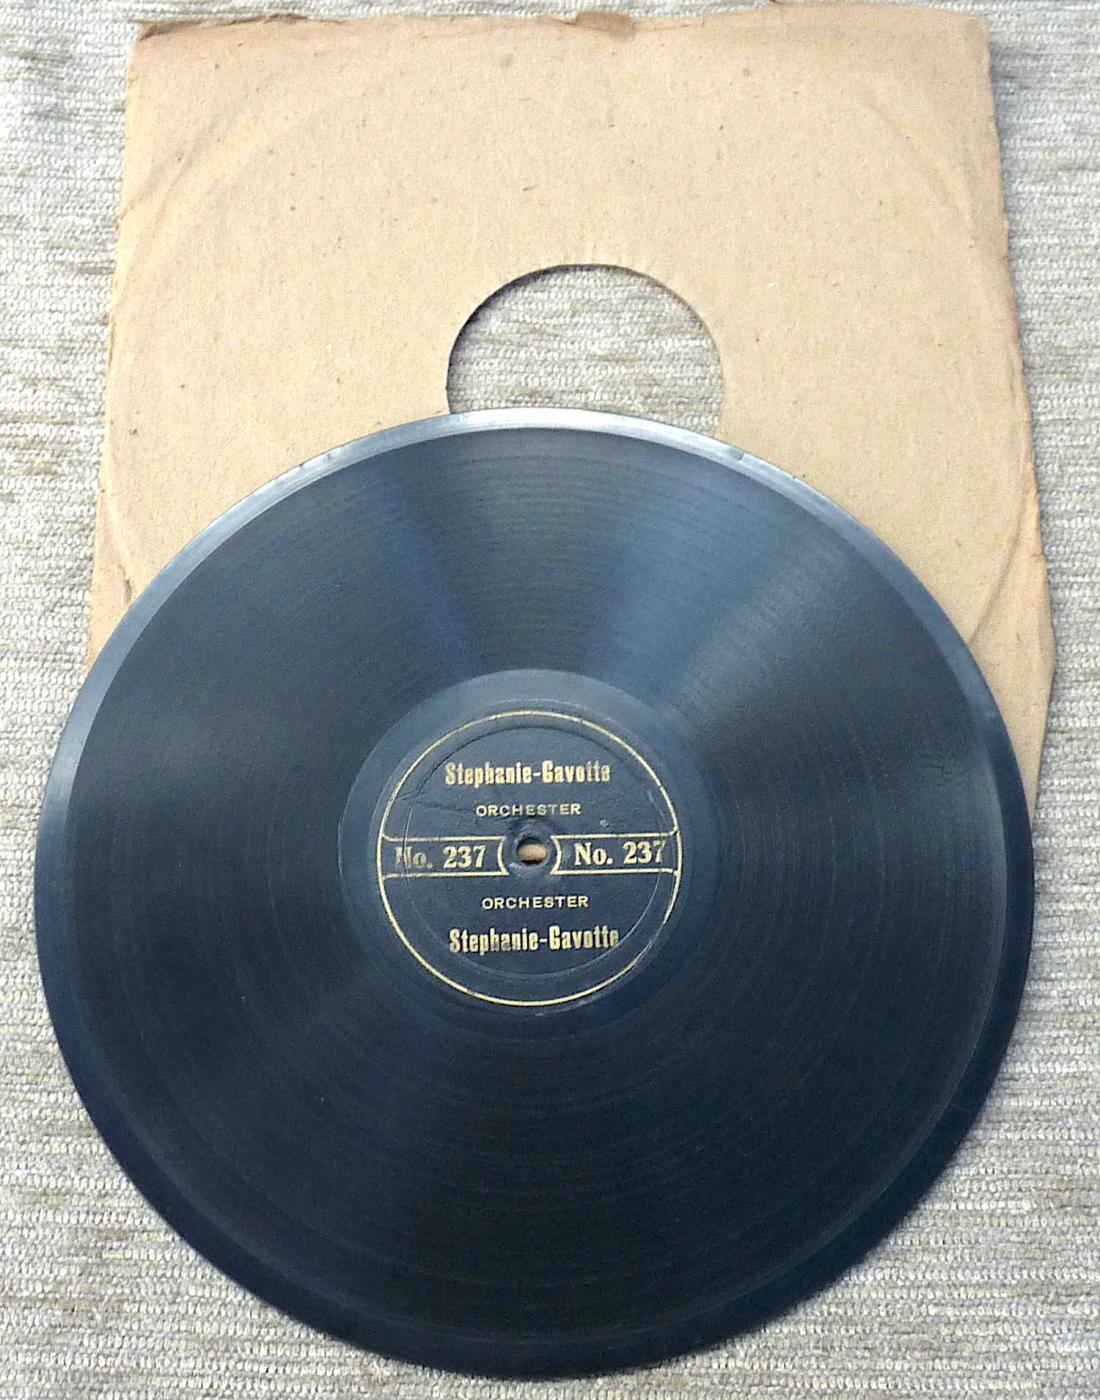 Stephanie-Gavotte
ORCHESTER
No. 237 No. 237
ORCHESTER
Stephanie-Gavotte